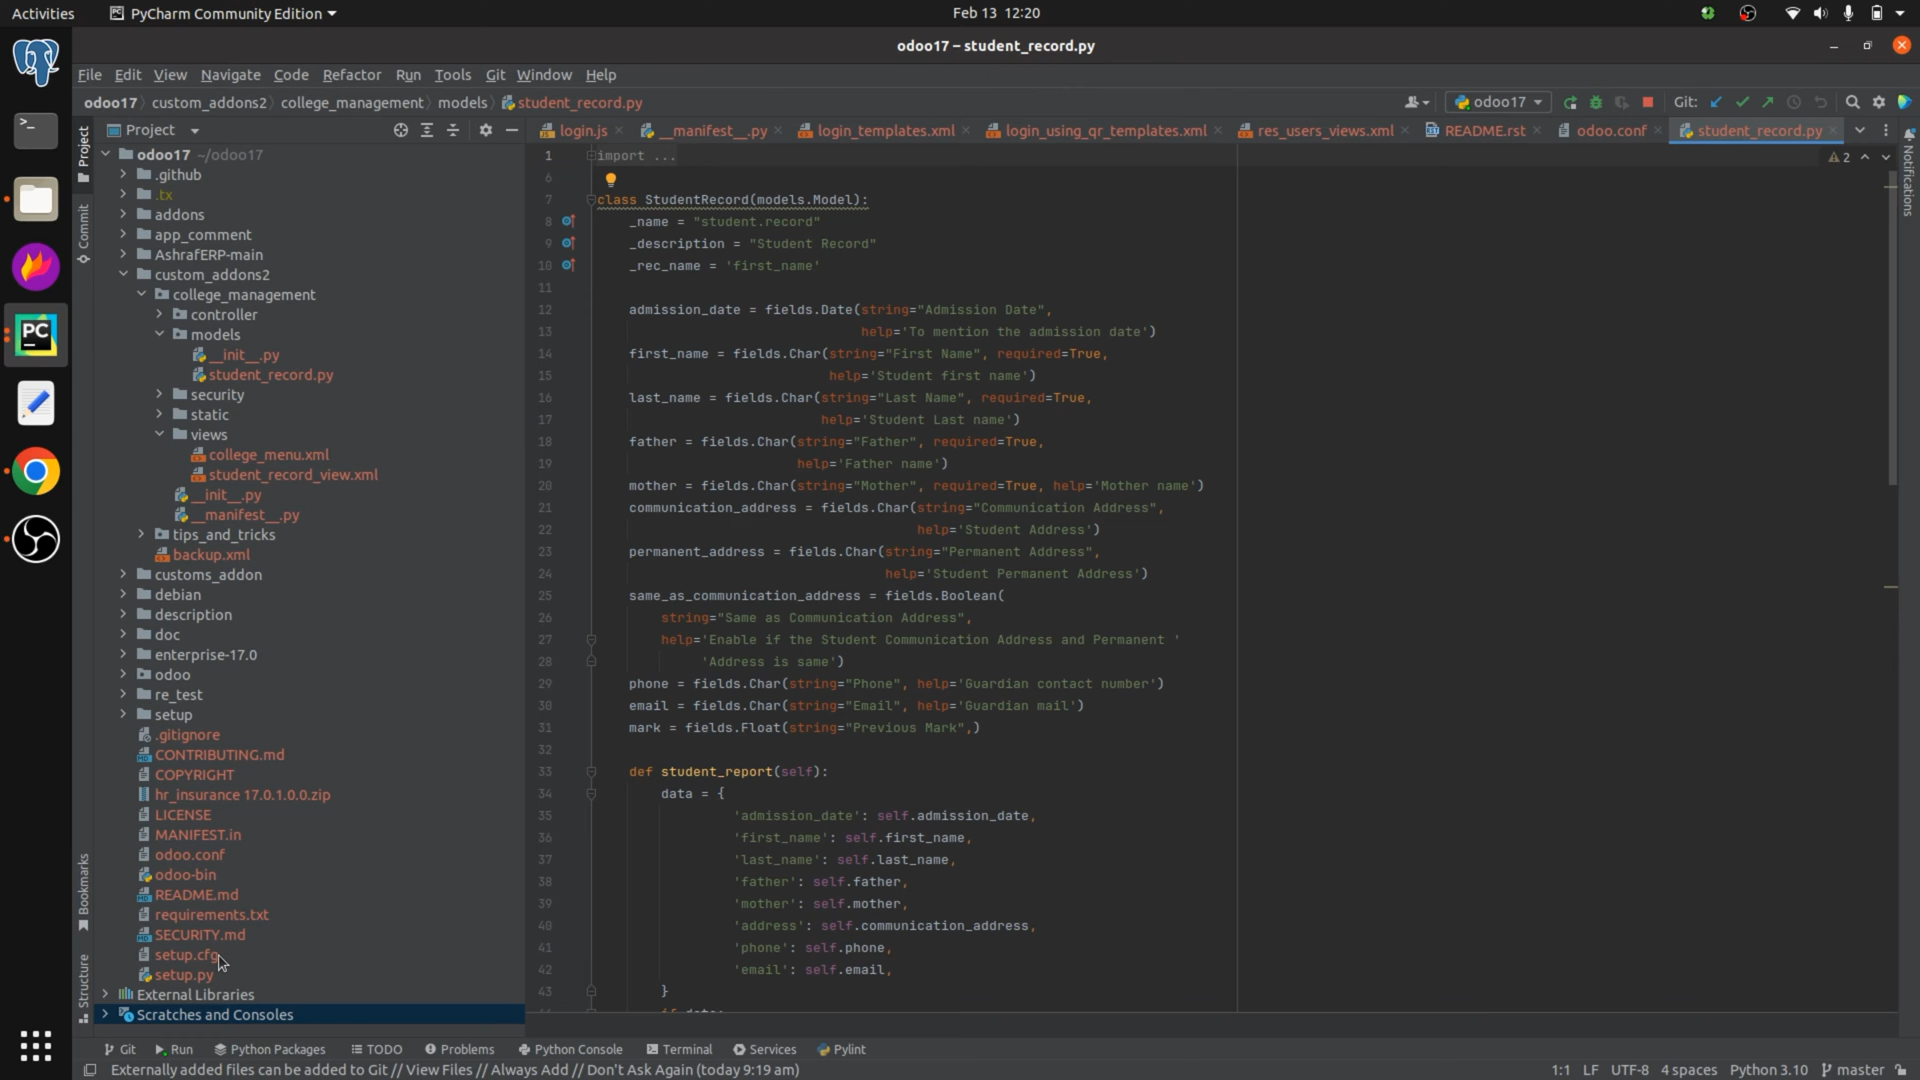 Activities
PyCharm Community Edition
Feb 13 12:20
odoo17 – student_record.py
File Edit View Navigate Code Refactor Run Tools Git Window Help
odoo17 custom_addons2 college_management models student_record.py
odoo17
Git:
Project
login.js
__manifest__.py
login_templates.xml
login_using_qr_templates.xml
res_users_views.xml
README.rst
odoo.conf
student_record.py
Project
Commit
Bookmarks
Structure
Notifications
odoo17 ~/odoo17
.github
.tx
addons
app_comment
AshrafERP-main
custom_addons2
college_management
controller
models
__init__.py
student_record.py
security
static
views
college_menu.xml
student_record_view.xml
__init__.py
__manifest__.py
tips_and_tricks
backup.xml
customs_addon
debian
description
doc
enterprise-17.0
odoo
re_test
setup
.gitignore
CONTRIBUTING.md
COPYRIGHT
hr_insurance 17.0.1.0.0.zip
LICENSE
MANIFEST.in
odoo.conf
odoo-bin
README.md
requirements.txt
SECURITY.md
setup.cfg
setup.py
External Libraries
Scratches and Consoles
2
1 import ...
6
7 class StudentRecord(models.Model):
8 _name = "student.record"
9 _description = "Student Record"
10 _rec_name = 'first_name'
11
12 admission_date = fields.Date(string="Admission Date",
13 help='To mention the admission date')
14 first_name = fields.Char(string="First Name", required=True,
15 help='Student first name')
16 last_name = fields.Char(string="Last Name", required=True,
17 help='Student Last name')
18 father = fields.Char(string="Father", required=True,
19 help='Father name')
20 mother = fields.Char(string="Mother", required=True, help='Mother name')
21 communication_address = fields.Char(string="Communication Address",
22 help='Student Address')
23 permanent_address = fields.Char(string="Permanent Address",
24 help='Student Permanent Address')
25 same_as_communication_address = fields.Boolean(
26 string="Same as Communication Address",
27 help='Enable if the Student Communication Address and Permanent '
28 'Address is same')
29 phone = fields.Char(string="Phone", help='Guardian contact number')
30 email = fields.Char(string="Email", help='Guardian mail')
31 mark = fields.Float(string="Previous Mark",)
32
33 def student_report(self):
34 data = {
35 'admission_date': self.admission_date,
36 'first_name': self.first_name,
37 'last_name': self.last_name,
38 'father': self.father,
39 'mother': self.mother,
40 'address': self.communication_address,
41 'phone': self.phone,
42 'email': self.email,
43 }
Git Run Python Packages TODO Problems Python Console Terminal Services Pylint
Externally added files can be added to Git // View Files // Always Add // Don't Ask Again (today 9:19 am)
1:1 LF UTF-8 4 spaces Python 3.10 master
PC